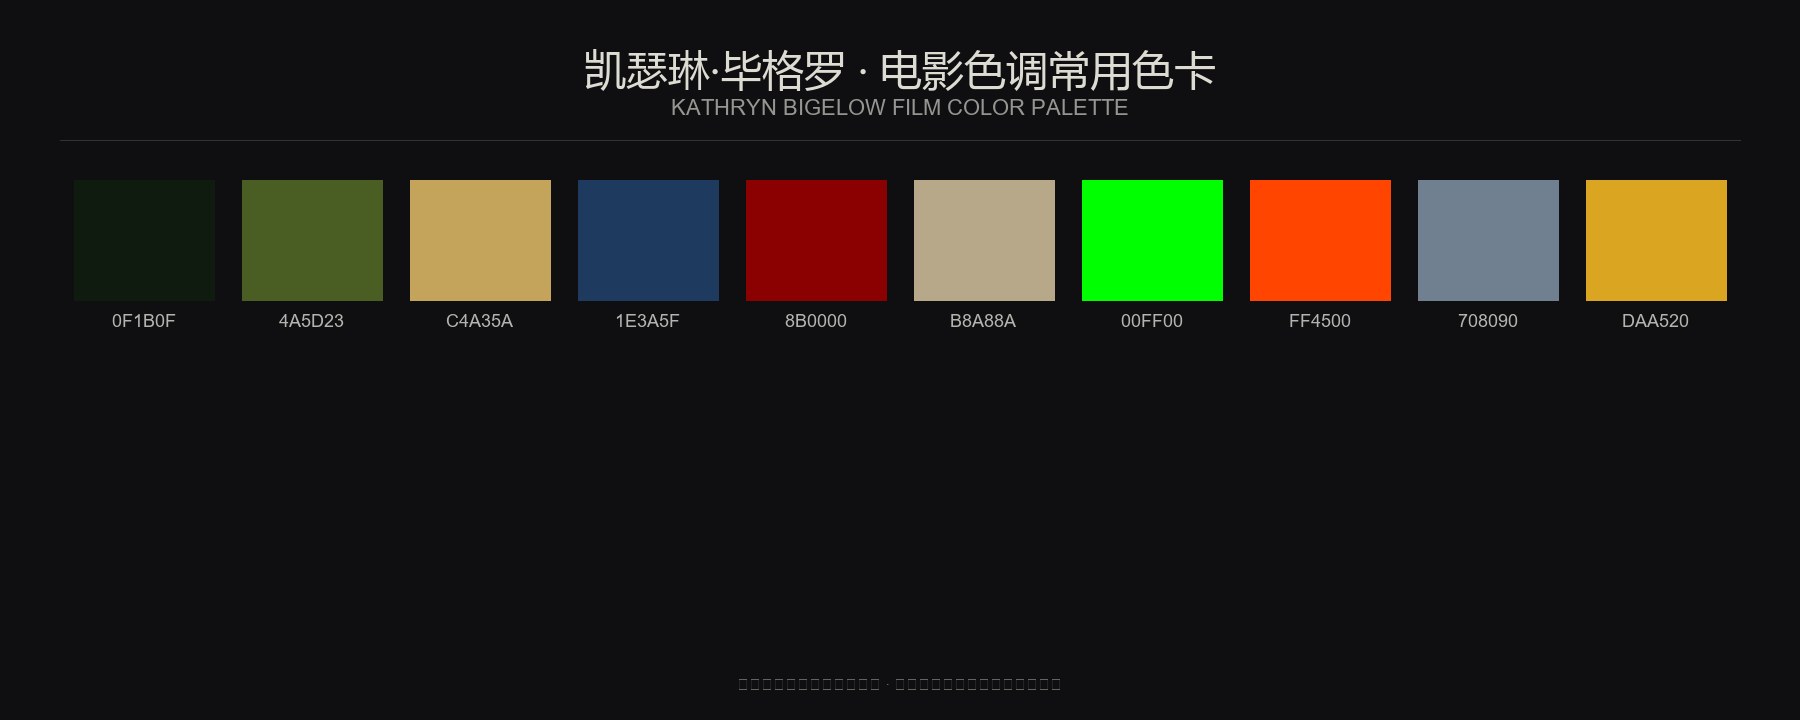 凯瑟琳·毕格罗 · 电影色调常用色卡
KATHRYN BIGELOW FILM COLOR PALETTE
0F1B0F 4A5D23 C4A35A 1E3A5F 8B0000 B8A88A 00FF00 FF4500 708090 DAA520